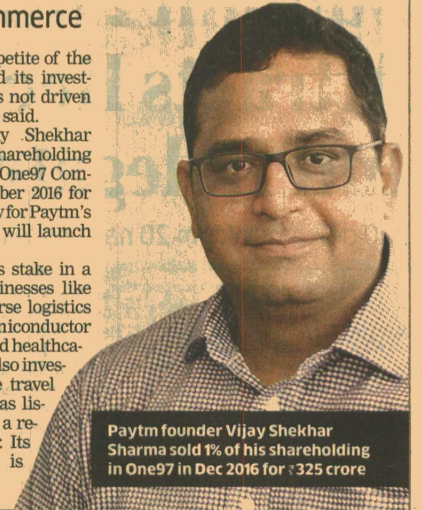 mmerce
petite of the
d its invest-
s not driven
said.
y Shekhar
hareholding
One97 Com-
ber 2016 for
y for Paytm's
will launch
s stake in a
inesses like
rse logistics
niconductor
d healthca-
lso inves-
e travel
as lis-
a re-
: Its
is
Paytm founder Vijay Shekhar
Sharma sold 1% of his shareholding
in One97 in Dec 2016 for ₹325 crore